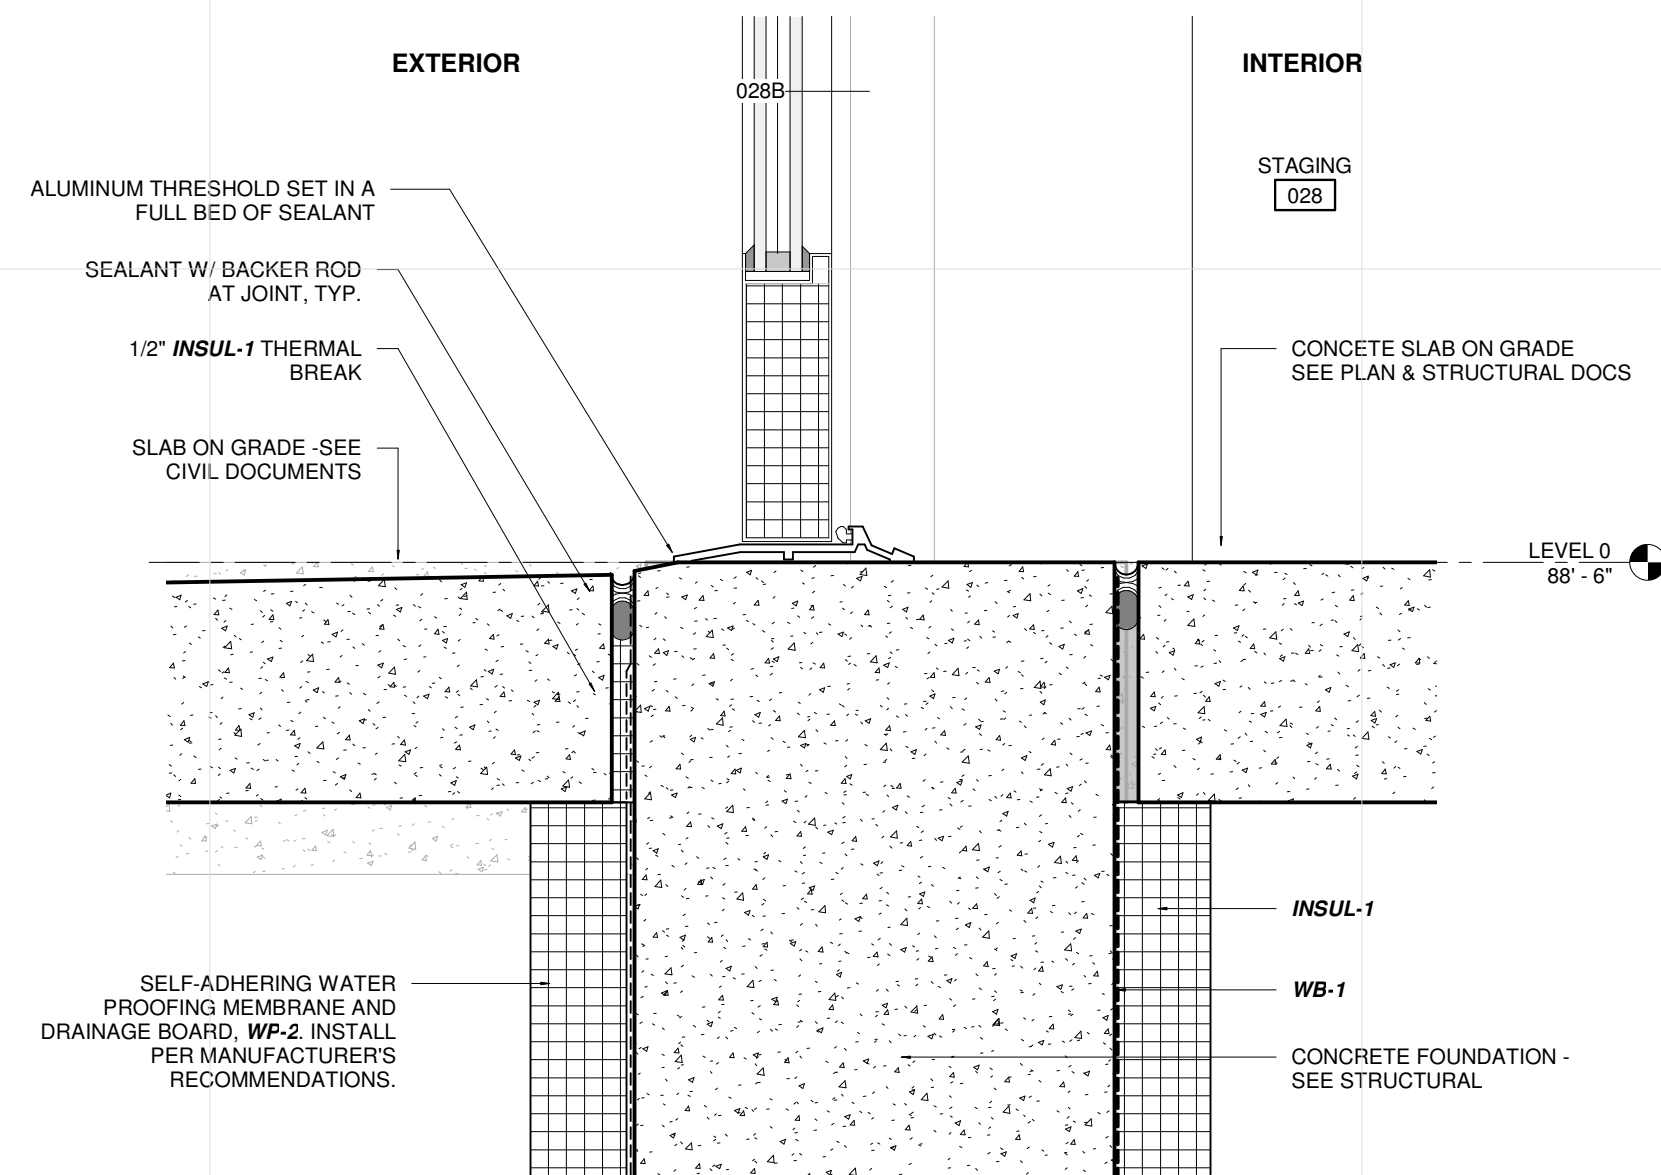 EXTERIOR
INTERIOR
028B
STAGING
028
ALUMINUM THRESHOLD SET IN A
FULL BED OF SEALANT
SEALANT W/ BACKER ROD
AT JOINT, TYP.
1/2" INSUL-1 THERMAL
BREAK
SLAB ON GRADE -SEE
CIVIL DOCUMENTS
CONCETE SLAB ON GRADE
SEE PLAN & STRUCTURAL DOCS
LEVEL 0
88' - 6"
SELF-ADHERING WATER
PROOFING MEMBRANE AND
DRAINAGE BOARD, WP-2. INSTALL
PER MANUFACTURER'S
RECOMMENDATIONS.
INSUL-1
WB-1
CONCRETE FOUNDATION -
SEE STRUCTURAL